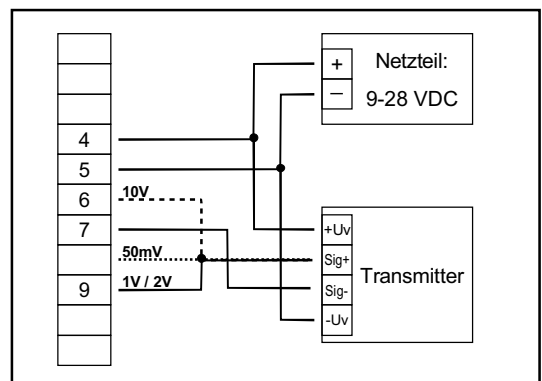 + Netzteil:
– 9-28 VDC
4
5
6 10V
7
50mV
9 1V / 2V
+Uv
Sig+
Transmitter
Sig-
-Uv